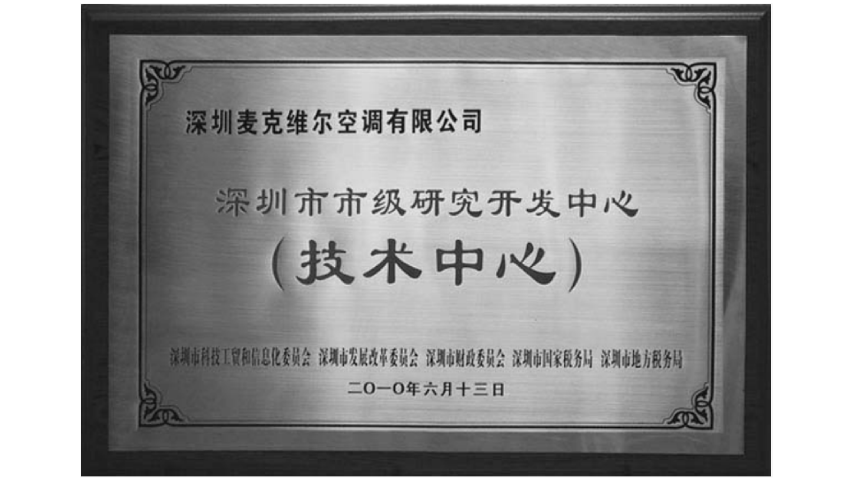 深圳麦克维尔空调有限公司
深圳市市级研究开发中心
（技术中心）
深圳市科技工贸和信息化委员会 深圳市发展改革委员会 深圳市财政委员会 深圳市国家税务局 深圳市地方税务局
二〇一〇年六月十三日